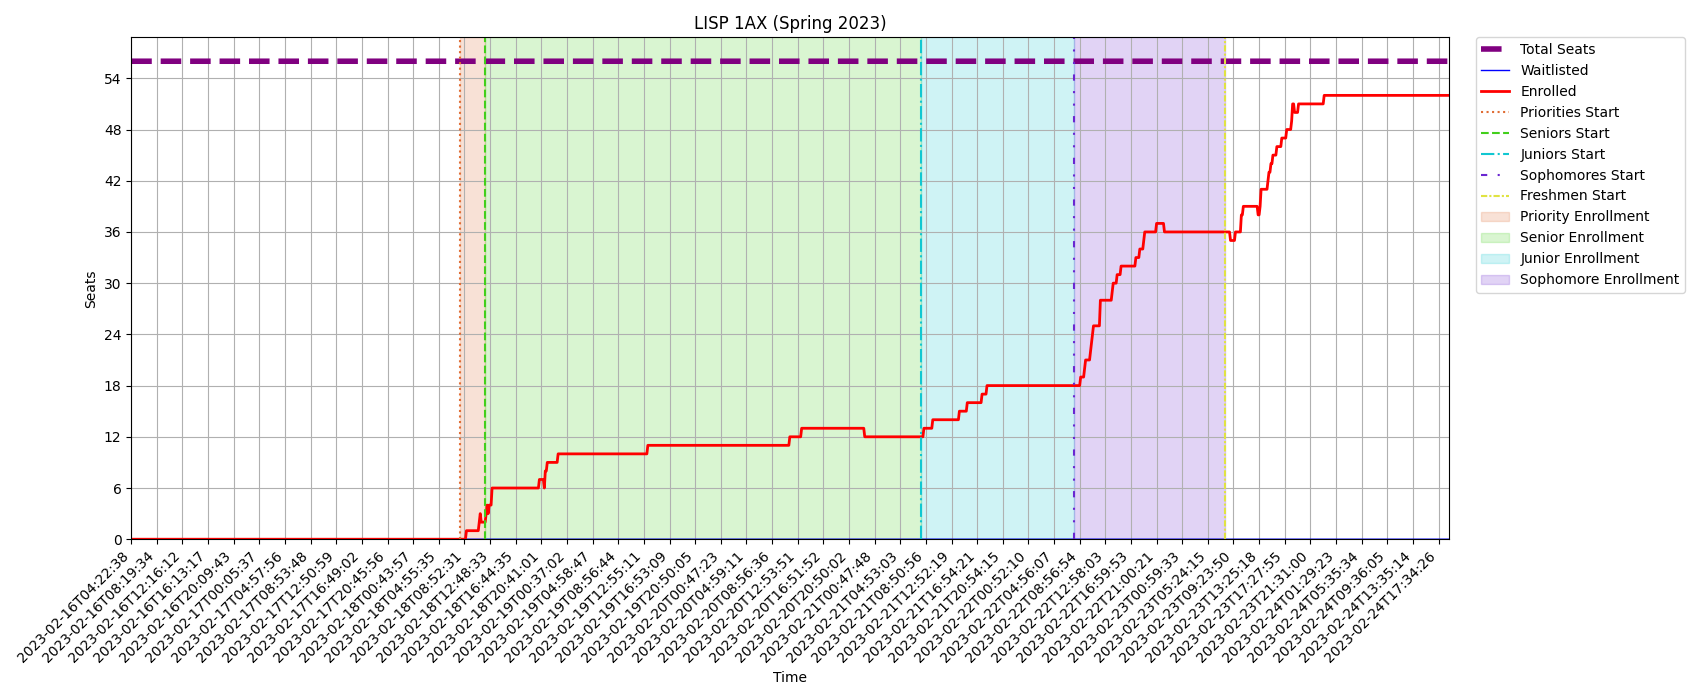 LISP 1AX (Spring 2023)
Seats
54
48
42
36
30
24
18
12
6
0
2023-02-16T04:22:38
2023-02-16T08:19:34
2023-02-16T12:16:12
2023-02-16T16:13:17
2023-02-16T20:09:43
2023-02-17T00:05:37
2023-02-17T04:57:56
2023-02-17T08:53:48
2023-02-17T12:50:59
2023-02-17T16:49:02
2023-02-17T20:45:56
2023-02-18T00:43:57
2023-02-18T04:55:35
2023-02-18T08:52:31
2023-02-18T12:48:33
2023-02-18T16:44:35
2023-02-18T20:41:01
2023-02-19T00:37:02
2023-02-19T04:58:47
2023-02-19T08:56:44
2023-02-19T12:55:11
2023-02-19T16:53:09
2023-02-19T20:50:05
2023-02-20T00:47:23
2023-02-20T04:59:11
2023-02-20T08:56:36
2023-02-20T12:53:51
2023-02-20T16:51:52
2023-02-20T20:50:02
2023-02-21T00:47:48
2023-02-21T04:53:03
2023-02-21T08:50:56
2023-02-21T12:52:19
2023-02-21T16:54:21
2023-02-21T20:54:15
2023-02-22T00:52:10
2023-02-22T04:56:07
2023-02-22T08:56:54
2023-02-22T12:58:03
2023-02-22T16:59:53
2023-02-22T21:00:21
2023-02-23T00:59:33
2023-02-23T05:24:15
2023-02-23T09:23:50
2023-02-23T13:25:18
2023-02-23T17:27:55
2023-02-23T21:31:00
2023-02-24T01:29:23
2023-02-24T05:35:34
2023-02-24T09:36:05
2023-02-24T13:35:14
2023-02-24T17:34:26
Time
Total Seats
Waitlisted
Enrolled
Priorities Start
Seniors Start
Juniors Start
Sophomores Start
Freshmen Start
Priority Enrollment
Senior Enrollment
Junior Enrollment
Sophomore Enrollment